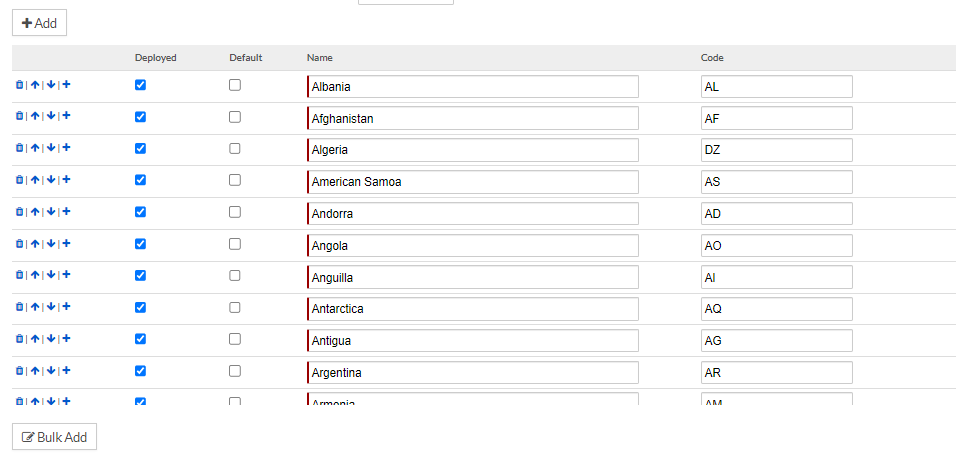 Add
Deployed Default Name Code
Albania AL
Afghanistan AF
Algeria DZ
American Samoa AS
Andorra AD
Angola AO
Anguilla AI
Antarctica AQ
Antigua AG
Argentina AR
Armenia AM
Bulk Add